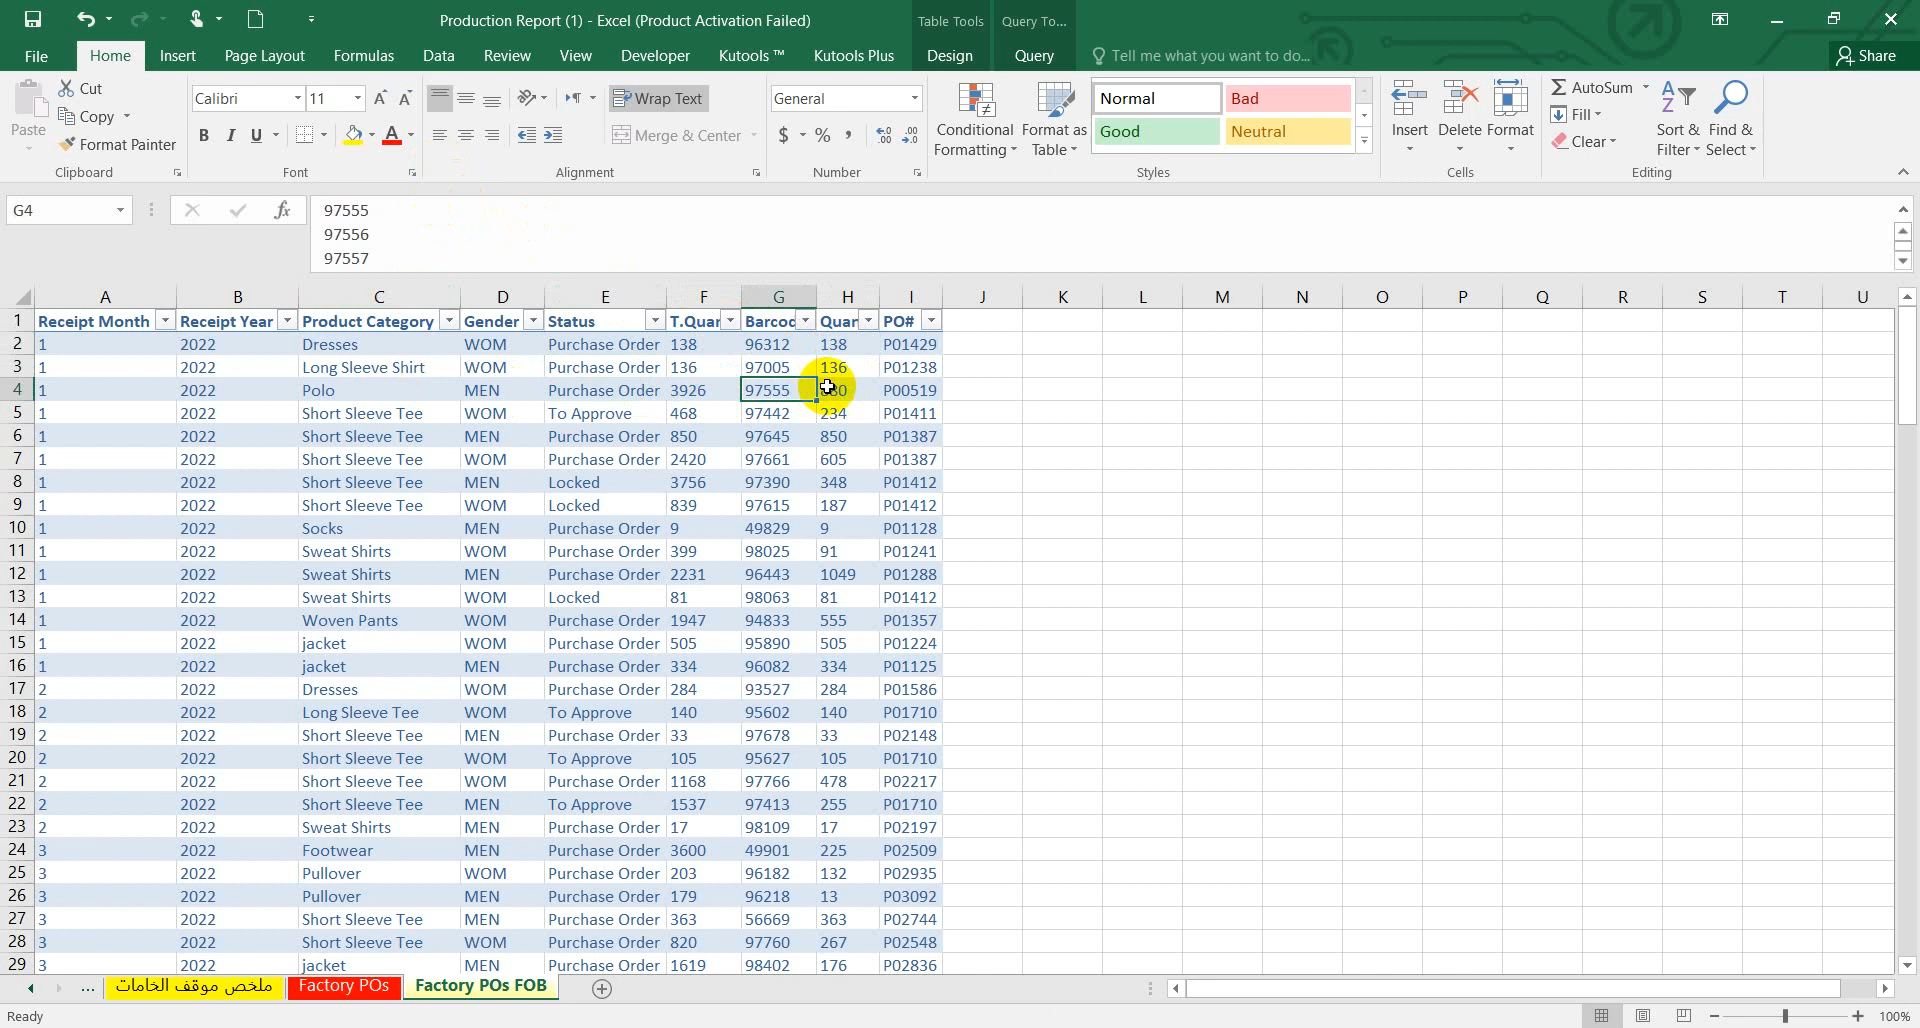 Production Report (1) - Excel (Product Activation Failed)
Table Tools
Query To...
File
Home
Insert
Page Layout
Formulas
Data
Review
View
Developer
Kutools ™
Kutools Plus
Design
Query
Tell me what you want to do...
Share
Paste
Cut
Copy
Format Painter
Clipboard
Calibri
11
B I U
A
Font
Wrap Text
Merge & Center
Alignment
General
$ % ,
Number
Conditional Formatting
Format as Table
Normal
Bad
Good
Neutral
Styles
Insert
Delete
Format
Cells
AutoSum
Fill
Clear
Sort & Filter
Find & Select
Editing
G4
fx
97555
97556
97557
A B C D E F G H I J K L M N O P Q R S T U
1 Receipt Month Receipt Year Product Category Gender Status T.Quar Barcoc Quar PO#
2 1 2022 Dresses WOM Purchase Order 138 96312 138 P01429
3 1 2022 Long Sleeve Shirt WOM Purchase Order 136 97005 136 P01238
4 1 2022 Polo MEN Purchase Order 3926 97555 P00519
5 1 2022 Short Sleeve Tee WOM To Approve 468 97442 234 P01411
6 1 2022 Short Sleeve Tee MEN Purchase Order 850 97645 850 P01387
7 1 2022 Short Sleeve Tee WOM Purchase Order 2420 97661 605 P01387
8 1 2022 Short Sleeve Tee MEN Locked 3756 97390 348 P01412
9 1 2022 Short Sleeve Tee WOM Locked 839 97615 187 P01412
10 1 2022 Socks MEN Purchase Order 9 49829 9 P01128
11 1 2022 Sweat Shirts WOM Purchase Order 399 98025 91 P01241
12 1 2022 Sweat Shirts MEN Purchase Order 2231 96443 1049 P01288
13 1 2022 Sweat Shirts WOM Locked 81 98063 81 P01412
14 1 2022 Woven Pants WOM Purchase Order 1947 94833 555 P01357
15 1 2022 jacket WOM Purchase Order 505 95890 505 P01224
16 1 2022 jacket MEN Purchase Order 334 96082 334 P01125
17 2 2022 Dresses WOM Purchase Order 284 93527 284 P01586
18 2 2022 Long Sleeve Tee WOM To Approve 140 95602 140 P01710
19 2 2022 Short Sleeve Tee MEN Purchase Order 33 97678 33 P02148
20 2 2022 Short Sleeve Tee WOM To Approve 105 95627 105 P01710
21 2 2022 Short Sleeve Tee WOM Purchase Order 1168 97766 478 P02217
22 2 2022 Short Sleeve Tee MEN To Approve 1537 97413 255 P01710
23 2 2022 Sweat Shirts MEN Purchase Order 17 98109 17 P02197
24 3 2022 Footwear MEN Purchase Order 3600 49901 225 P02509
25 3 2022 Pullover WOM Purchase Order 203 96182 132 P02935
26 3 2022 Pullover MEN Purchase Order 179 96218 13 P03092
27 3 2022 Short Sleeve Tee MEN Purchase Order 363 56669 363 P02744
28 3 2022 Short Sleeve Tee WOM Purchase Order 820 97760 267 P02548
29 3 2022 jacket MEN Purchase Order 1619 98402 176 P02836
... ملخص موقف الخامات Factory POs Factory POs FOB
Ready
100%